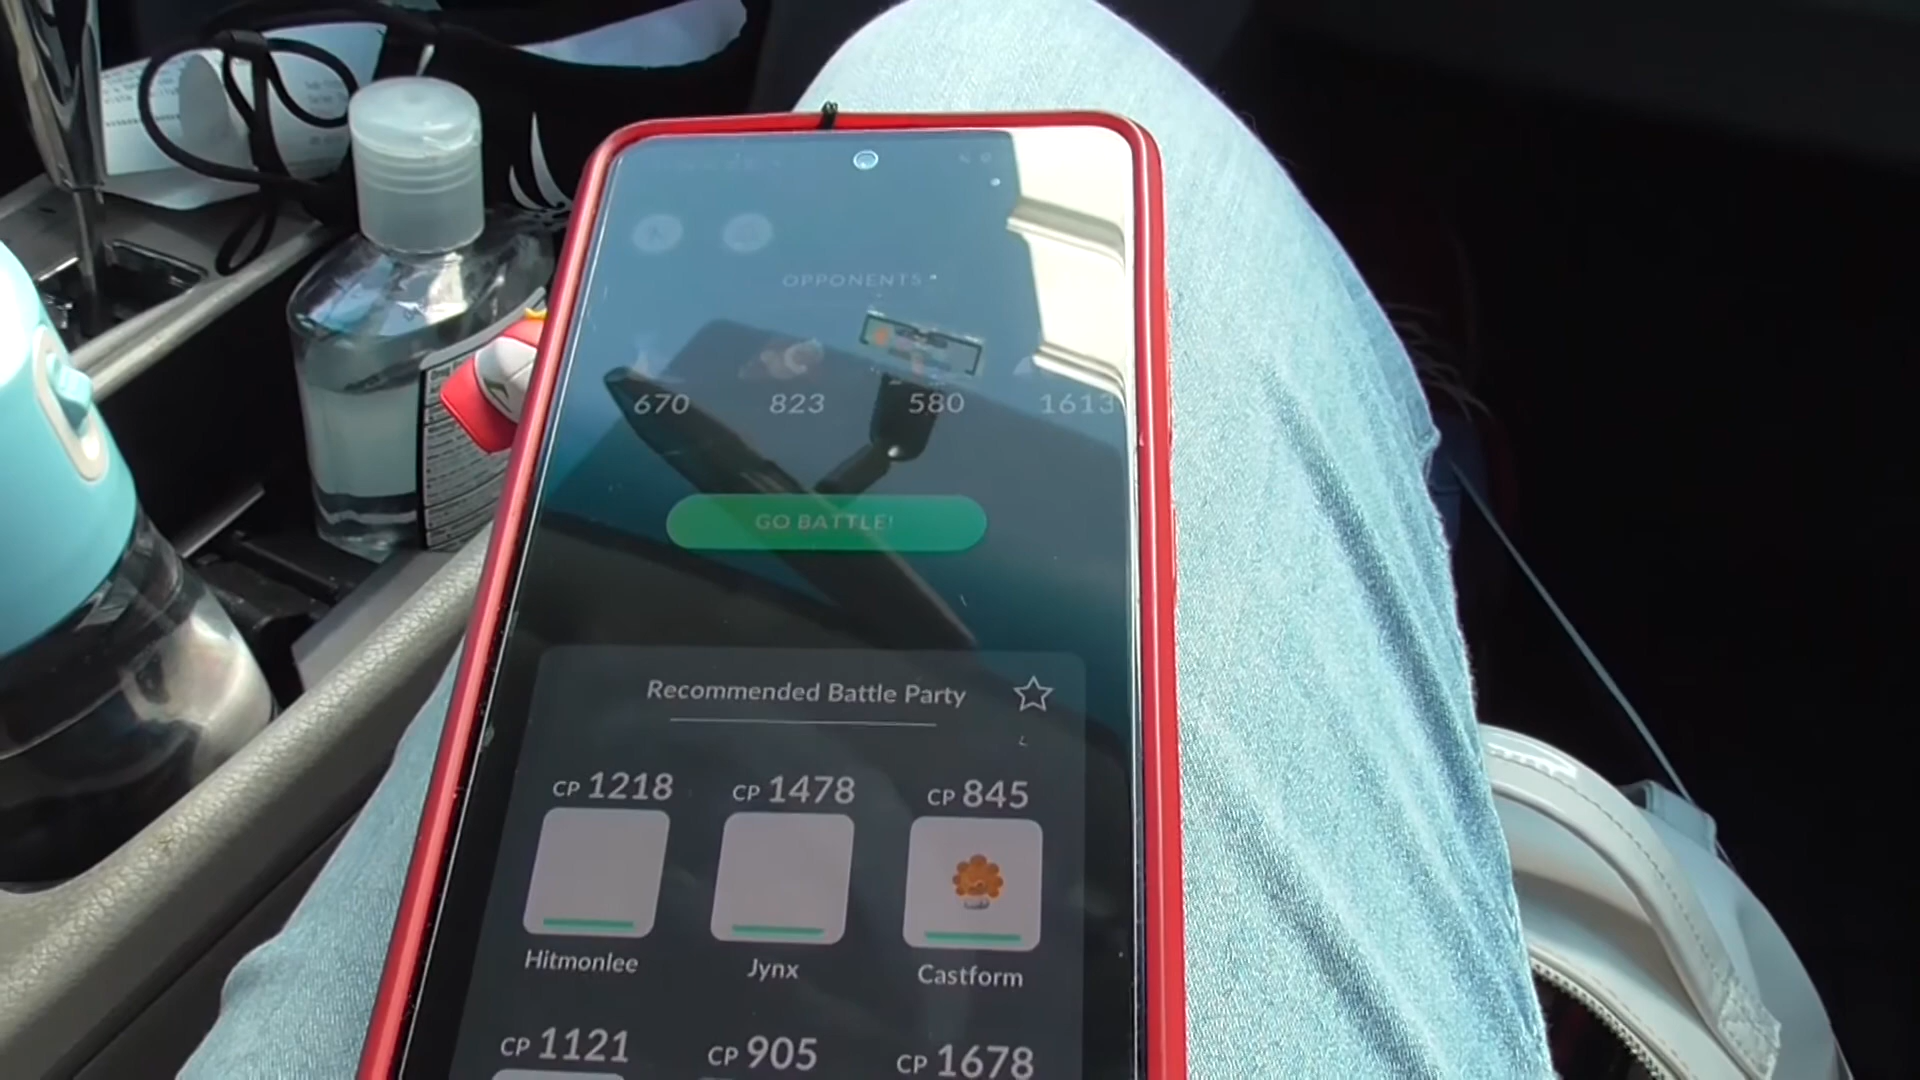 OPPONENTS
670 823 580 1613
GO BATTLE!
Recommended Battle Party
CP 1218 CP 1478 CP 845
Hitmonlee Jynx Castform
CP 1121 CP 905 CP 1678